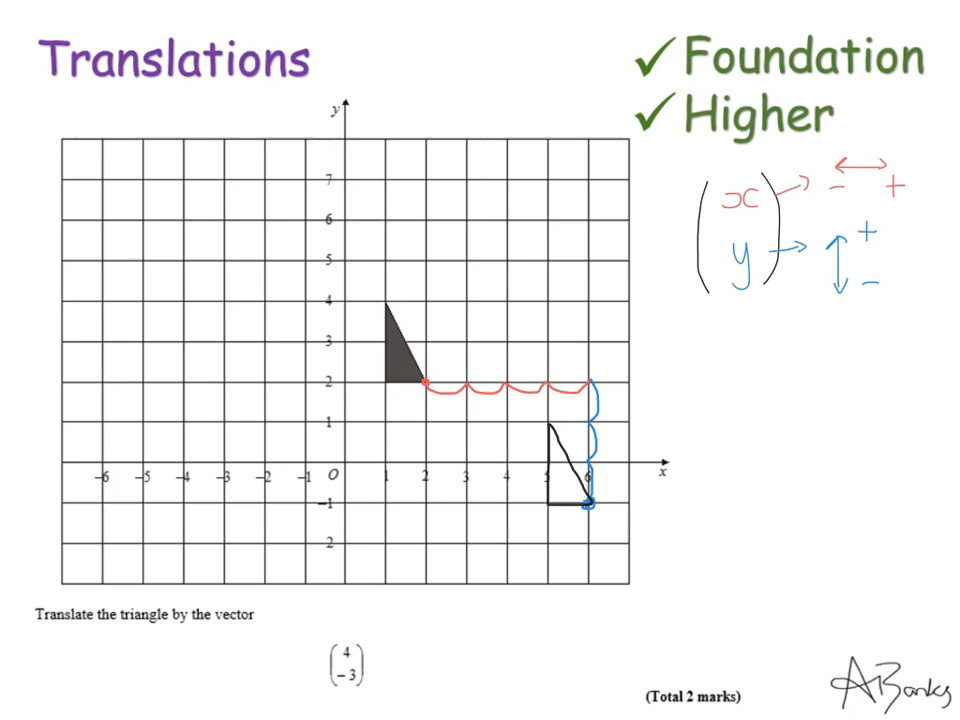 Translations
✓ Foundation
✓ Higher
y
7
6
5
4
3
2
1
-6 -5 -4 -3 -2 -1 O 1 2 3 4 5 6 x
-1
2
x → - ↔ +
y → ↕ + -
Translate the triangle by the vector
4
-3
(Total 2 marks)
ABanks